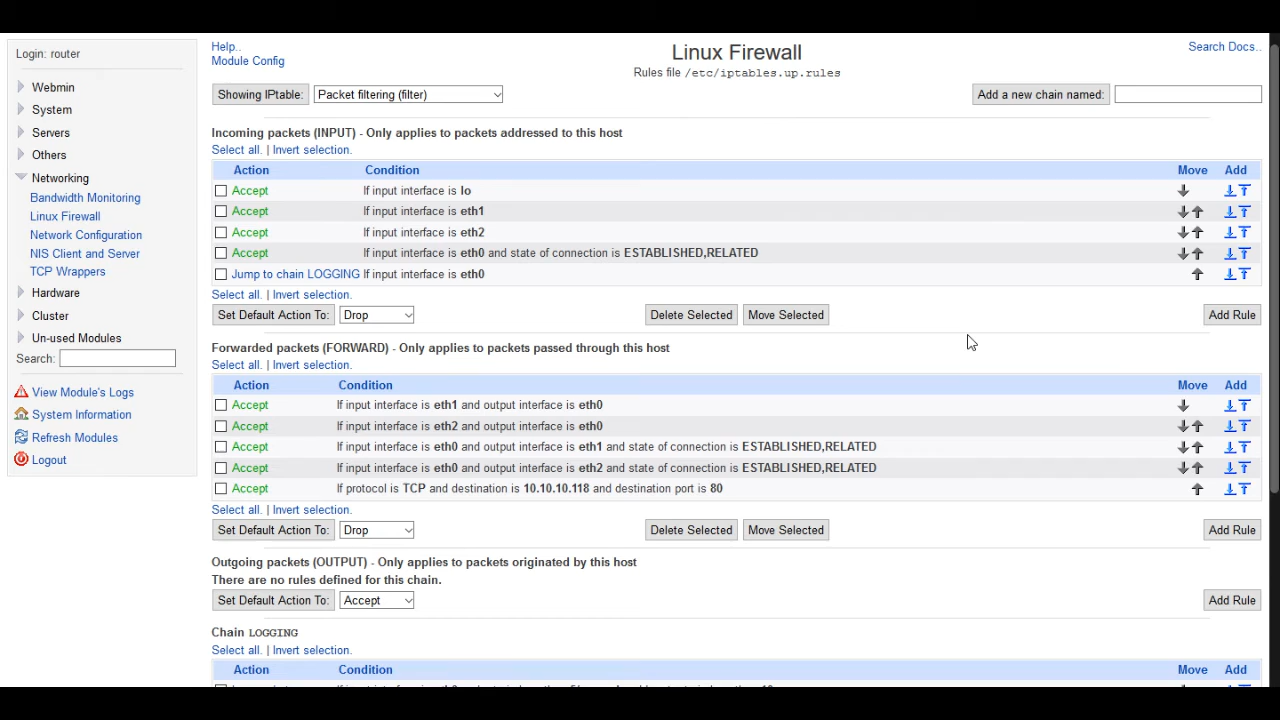 Login: router
Webmin
System
Servers
Others
Networking
Bandwidth Monitoring
Linux Firewall
Network Configuration
NIS Client and Server
TCP Wrappers
Hardware
Cluster
Un-used Modules
Search:
View Module's Logs
System Information
Refresh Modules
Logout
Help..
Module Config
Linux Firewall
Rules file /etc/iptables.up.rules
Search Docs..
Showing IPtable: Packet filtering (filter) Add a new chain named:
Incoming packets (INPUT) - Only applies to packets addressed to this host
Select all. | Invert selection.
Action Condition Move Add
Accept If input interface is lo
Accept If input interface is eth1
Accept If input interface is eth2
Accept If input interface is eth0 and state of connection is ESTABLISHED,RELATED
Jump to chain LOGGING If input interface is eth0
Select all. | Invert selection.
Set Default Action To: Drop Delete Selected Move Selected Add Rule
Forwarded packets (FORWARD) - Only applies to packets passed through this host
Select all. | Invert selection.
Action Condition Move Add
Accept If input interface is eth1 and output interface is eth0
Accept If input interface is eth2 and output interface is eth0
Accept If input interface is eth0 and output interface is eth1 and state of connection is ESTABLISHED,RELATED
Accept If input interface is eth0 and output interface is eth2 and state of connection is ESTABLISHED,RELATED
Accept If protocol is TCP and destination is 10.10.10.118 and destination port is 80
Select all. | Invert selection.
Set Default Action To: Drop Delete Selected Move Selected Add Rule
Outgoing packets (OUTPUT) - Only applies to packets originated by this host
There are no rules defined for this chain.
Set Default Action To: Accept Add Rule
Chain LOGGING
Select all. | Invert selection.
Action Condition Move Add